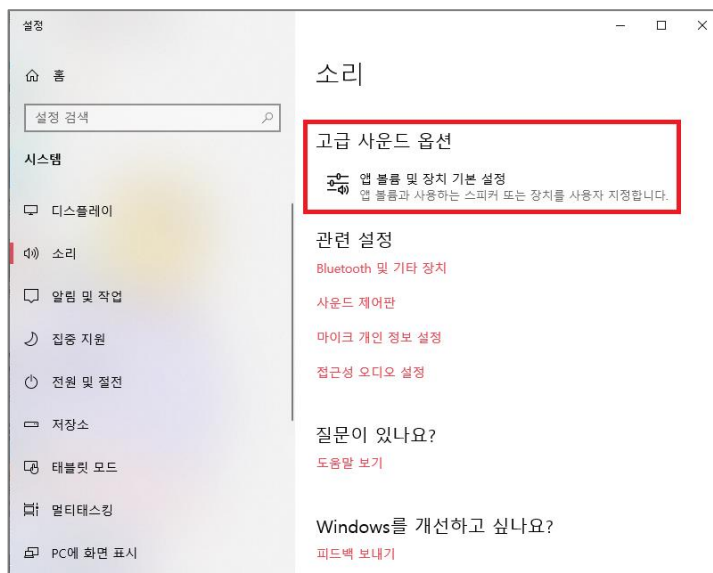 설정
홈
설정 검색
시스템
디스플레이
소리
알림 및 작업
집중 지원
전원 및 절전
저장소
태블릿 모드
멀티태스킹
PC에 화면 표시
소리
고급 사운드 옵션
앱 볼륨 및 장치 기본 설정
앱 볼륨과 사용하는 스피커 또는 장치를 사용자 지정합니다.
관련 설정
Bluetooth 및 기타 장치
사운드 제어판
마이크 개인 정보 설정
접근성 오디오 설정
질문이 있나요?
도움말 보기
Windows를 개선하고 싶나요?
피드백 보내기